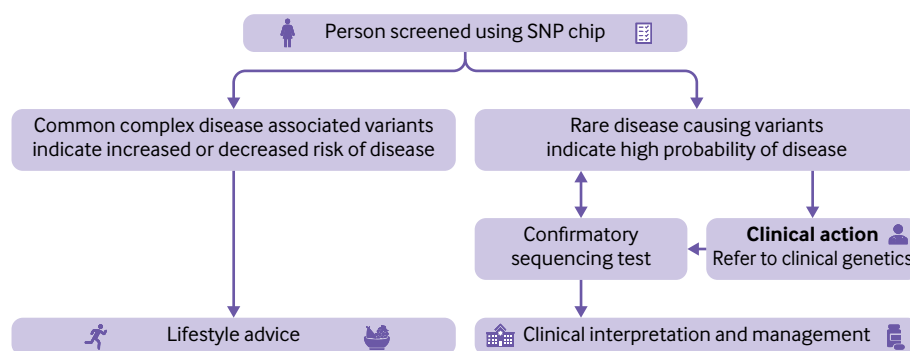 Person screened using SNP chip
Common complex disease associated variants
indicate increased or decreased risk of disease
Rare disease causing variants
indicate high probability of disease
Confirmatory
sequencing test
Clinical action
Refer to clinical genetics
Lifestyle advice
Clinical interpretation and management